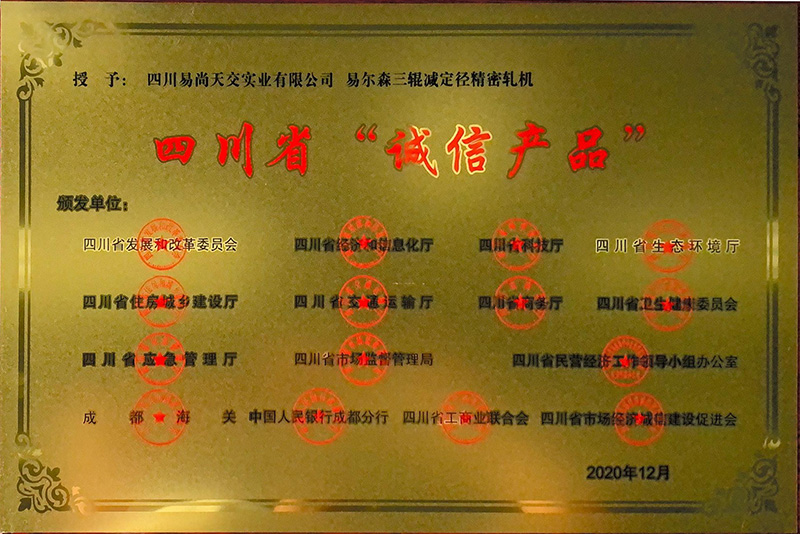 授 予： 四川易尚天交实业有限公司 易尔森三辊减定径精密轧机
四川省“诚信产品”
颁发单位：
四川省发展和改革委员会 四川省经济和信息化厅 四川省科技厅 四川省生态环境厅
四川省住房城乡建设厅 四川省交通运输厅 四川省商务厅 四川省卫生健康委员会
四川省应急管理厅 四川省市场监督管理局 四川省民营经济工作领导小组办公室
成都海关 中国人民银行成都分行 四川省工商业联合会 四川省市场经济诚信建设促进会
2020年12月